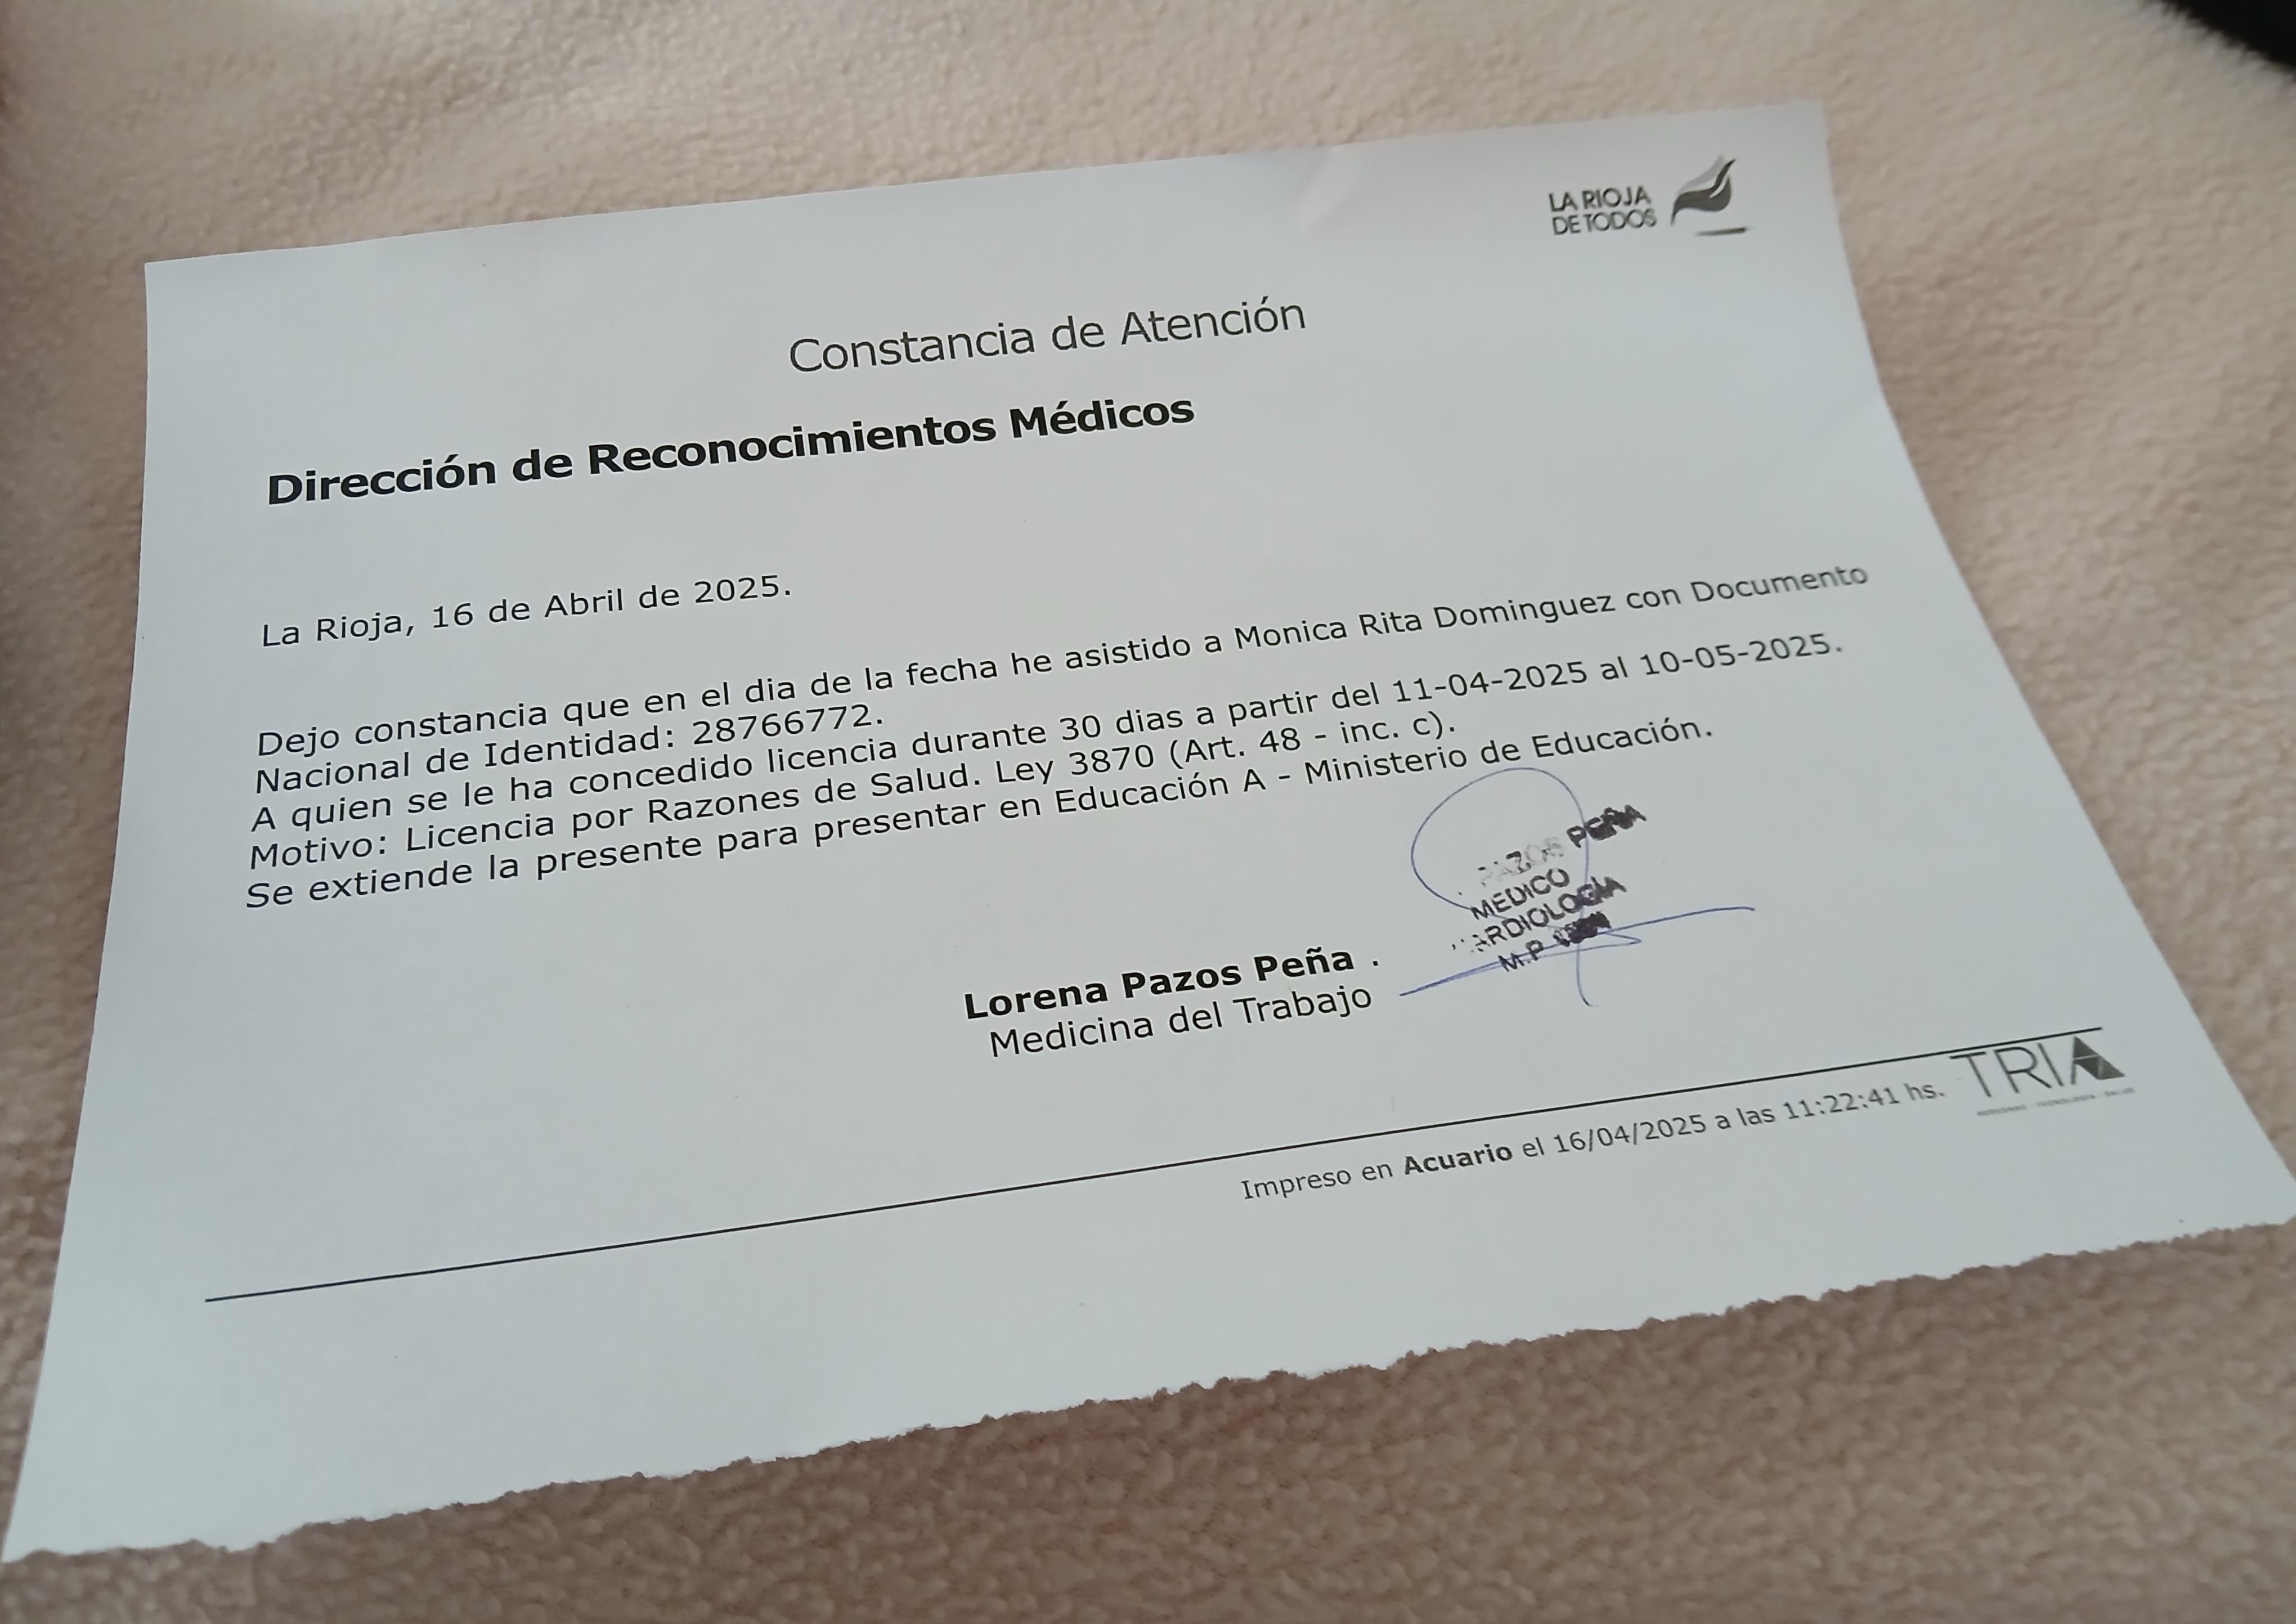 LA RIOJA
DE TODOS
Constancia de Atención
Dirección de Reconocimientos Médicos
La Rioja, 16 de Abril de 2025.
Dejo constancia que en el dia de la fecha he asistido a Monica Rita Dominguez con Documento
Nacional de Identidad: 28766772.
A quien se le ha concedido licencia durante 30 dias a partir del 11-04-2025 al 10-05-2025.
Motivo: Licencia por Razones de Salud. Ley 3870 (Art. 48 - inc. c).
Se extiende la presente para presentar en Educación A - Ministerio de Educación.
PEÑA
MEDICO
M.P
Lorena Pazos Peña .
Medicina del Trabajo
TRIA
Impreso en Acuario el 16/04/2025 a las 11:22:41 hs.